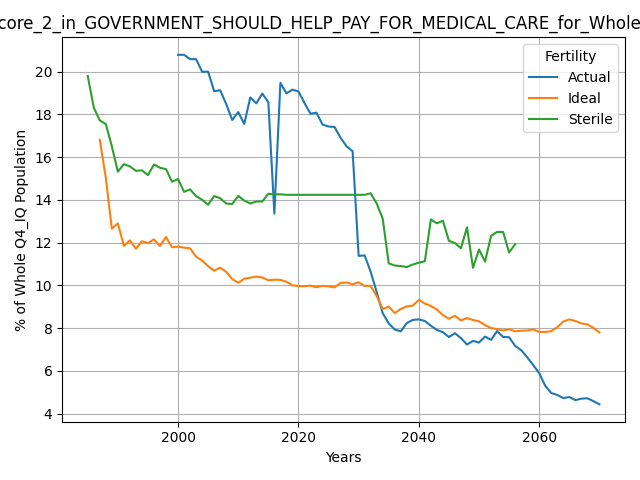 core_2_in_GOVERNMENT_SHOULD_HELP_PAY_FOR_MEDICAL_CARE_for_Whole
Fertility
Actual
Ideal
Sterile
% of Whole Q4_IQ Population
20
18
16
14
12
10
8
6
4
2000
2020
2040
2060
Years